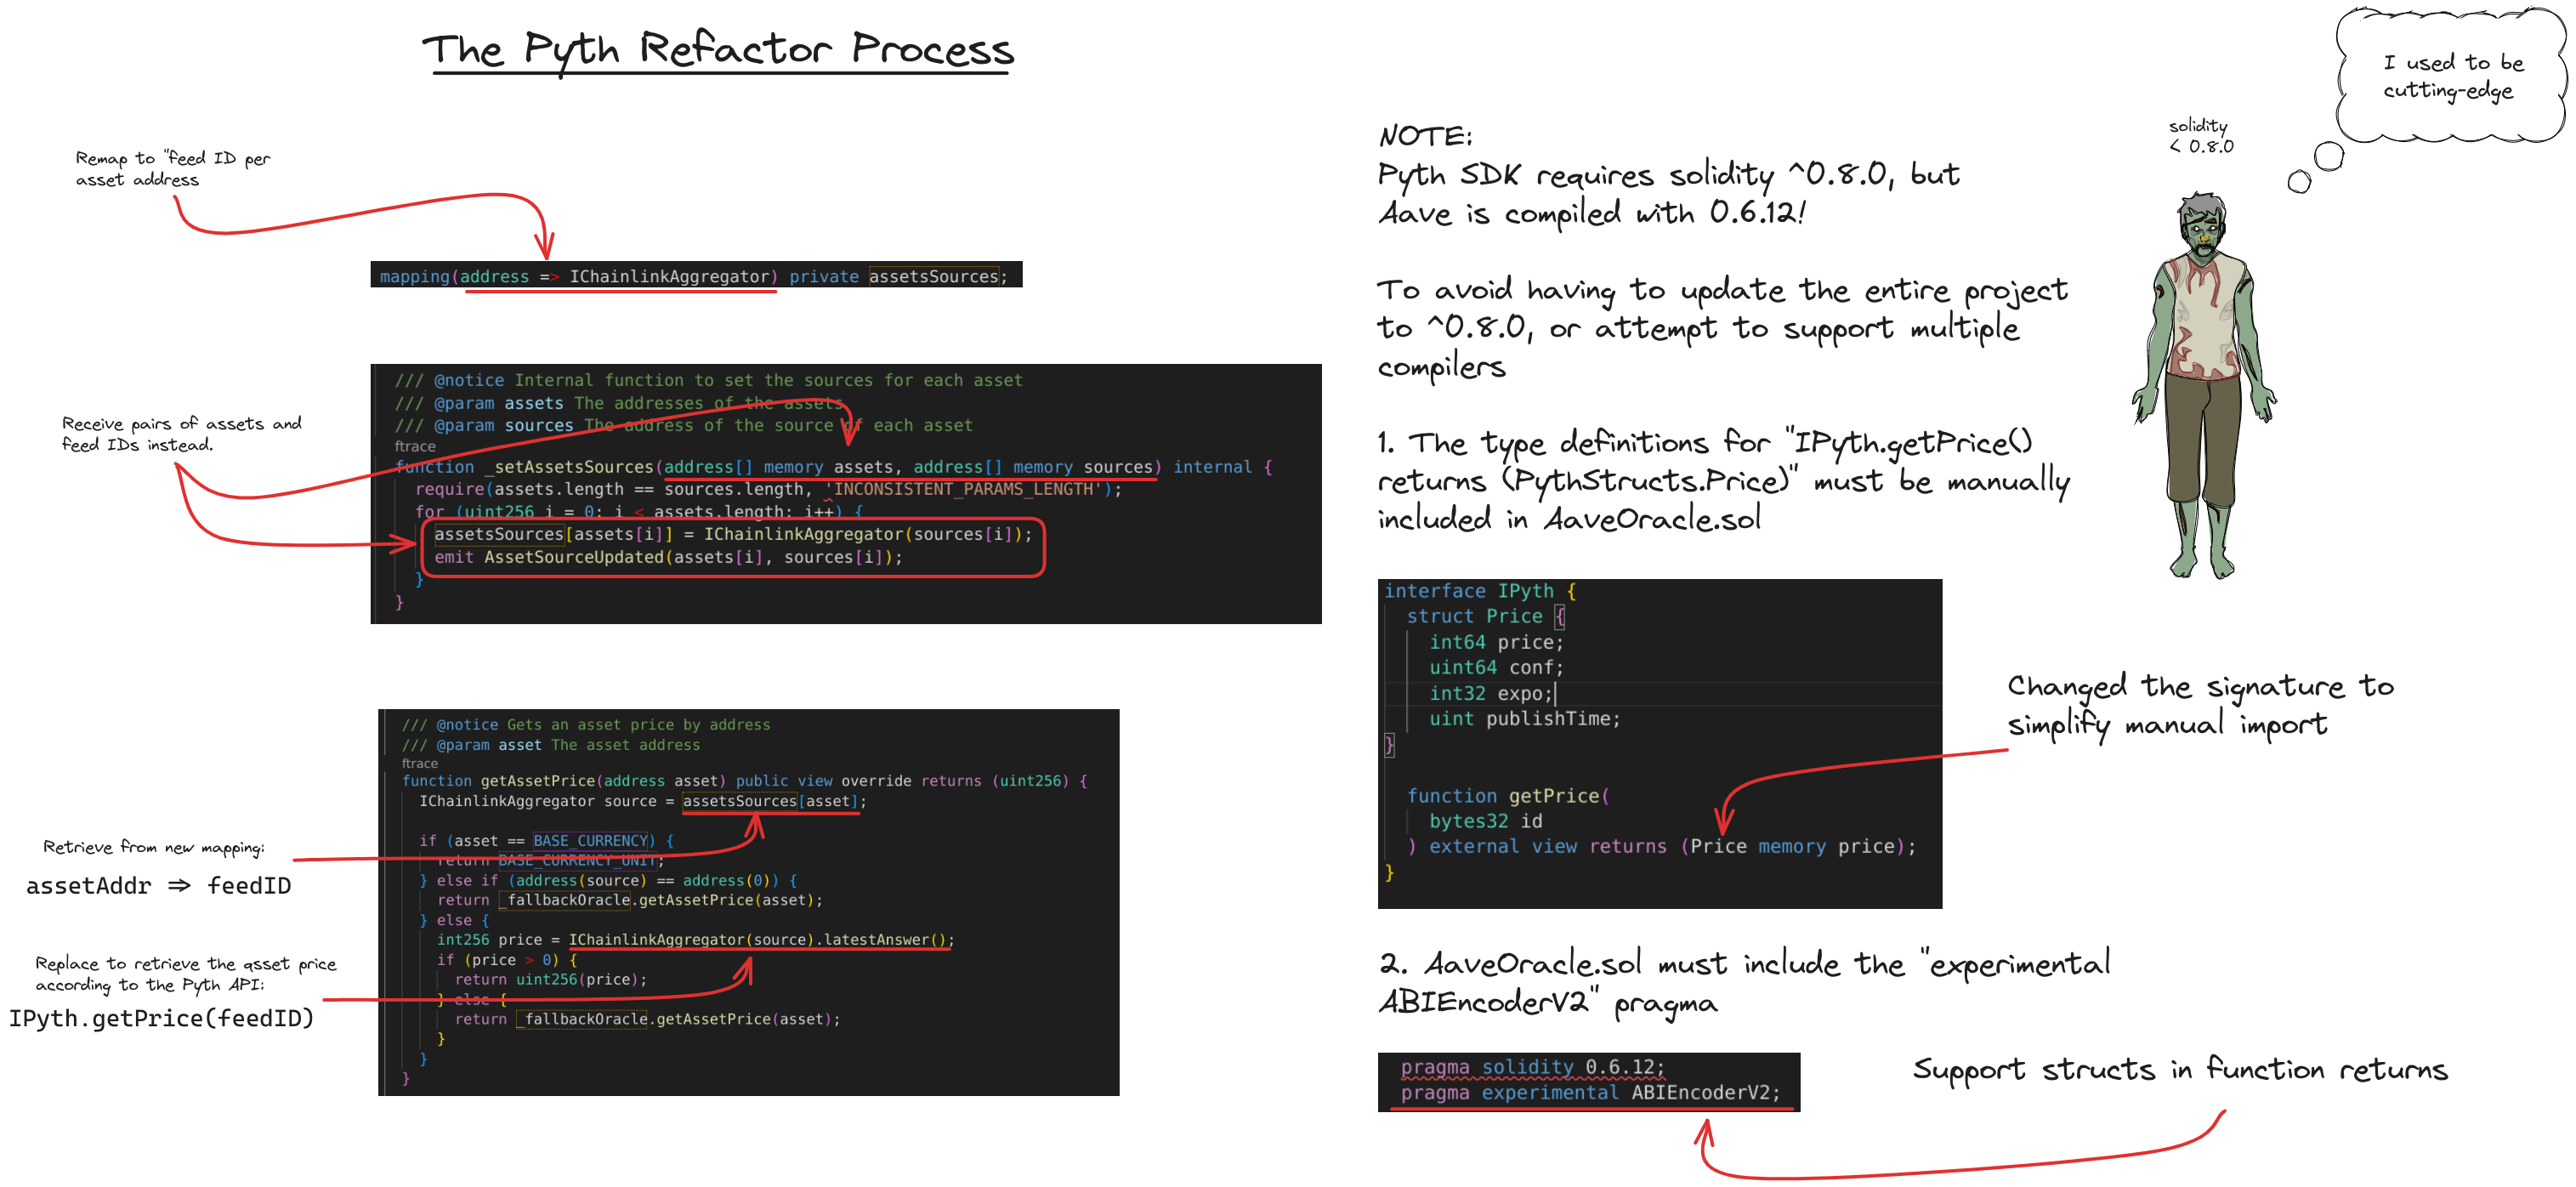 The Pyth Refactor Process
Remap to "feed ID per
asset address
mapping(address => IChainlinkAggregator) private assetsSources;
Receive pairs of assets and
feed IDs instead.
/// @notice Internal function to set the sources for each asset
/// @param assets The addresses of the assets
/// @param sources The address of the source of each asset
ftrace
function _setAssetsSources(address[] memory assets, address[] memory sources) internal {
require(assets.length == sources.length, 'INCONSISTENT_PARAMS_LENGTH');
for (uint256 i = 0; i < assets.length; i++) {
assetsSources[assets[i]] = IChainlinkAggregator(sources[i]);
emit AssetSourceUpdated(assets[i], sources[i]);
}
}
/// @notice Gets an asset price by address
/// @param asset The asset address
ftrace
function getAssetPrice(address asset) public view override returns (uint256) {
IChainlinkAggregator source = assetsSources[asset];
if (asset == BASE_CURRENCY) {
return BASE_CURRENCY_UNIT;
} else if (address(source) == address(0)) {
return _fallbackOracle.getAssetPrice(asset);
} else {
int256 price = IChainlinkAggregator(source).latestAnswer();
if (price > 0) {
return uint256(price);
} else {
return _fallbackOracle.getAssetPrice(asset);
}
}
}
Retrieve from new mapping:
assetAddr => feedID
Replace to retrieve the asset price
according to the Pyth API:
IPyth.getPrice(feedID)
NOTE:
Pyth SDK requires solidity ^0.8.0, but
Aave is compiled with 0.6.12!
To avoid having to update the entire project
to ^0.8.0, or attempt to support multiple
compilers
1. The type definitions for "IPyth.getPrice()
returns (PythStructs.Price)" must be manually
included in AaveOracle.sol
interface IPyth {
struct Price {
int64 price;
uint64 conf;
int32 expo;
uint publishTime;
}
function getPrice(
bytes32 id
) external view returns (Price memory price);
}
Changed the signature to
simplify manual import
2. AaveOracle.sol must include the "experimental
ABIEncoderV2" pragma
pragma solidity 0.6.12;
pragma experimental ABIEncoderV2;
Support structs in function returns
solidity
< 0.8.0
I used to be
cutting-edge